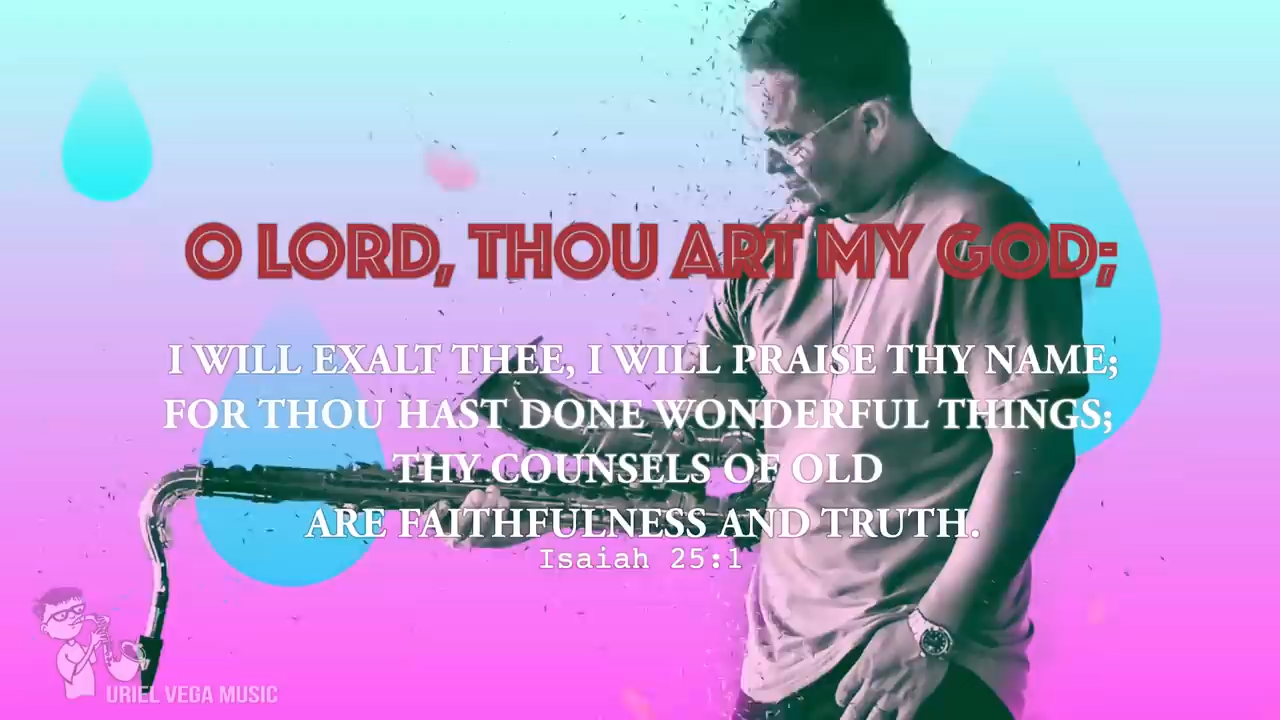 O LORD, THOU ART MY GOD;
I WILL EXALT THEE, I WILL PRAISE THY NAME;
FOR THOU HAST DONE WONDERFUL THINGS;
THY COUNSELS OF OLD
ARE FAITHFULNESS AND TRUTH.
Isaiah 25:1
URIEL VEGA MUSIC